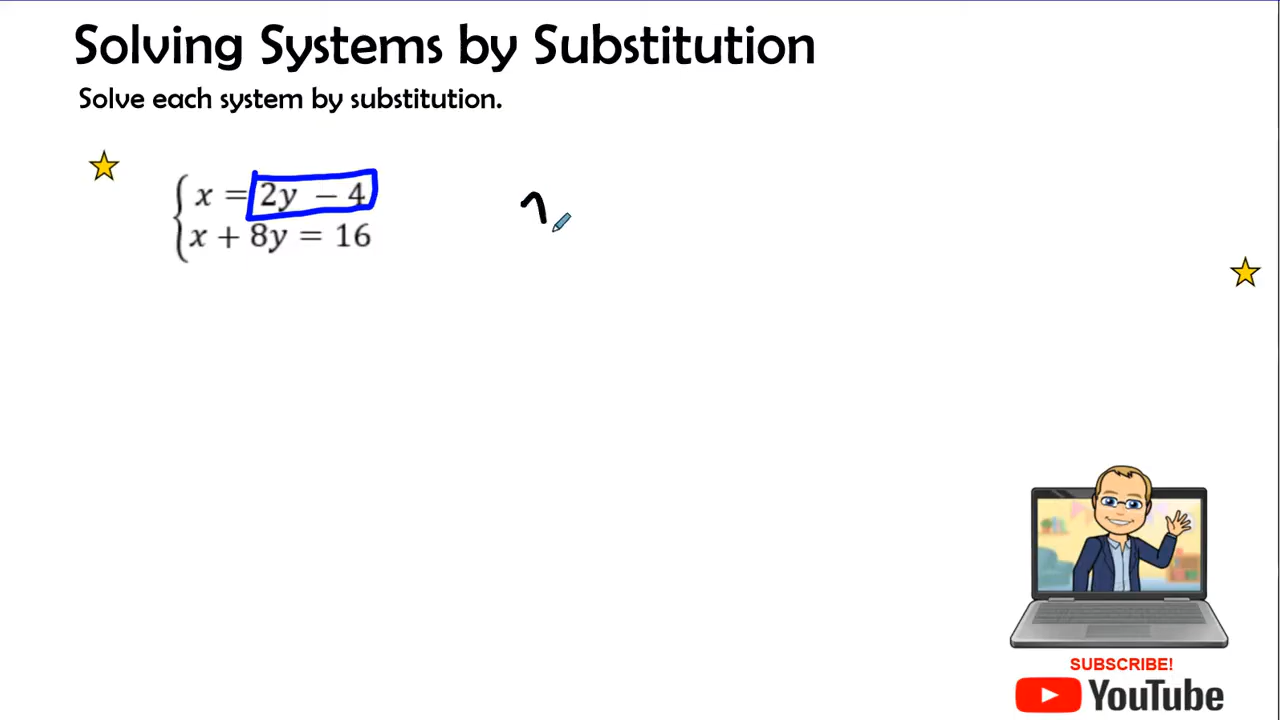 Solving Systems by Substitution
Solve each system by substitution.
x = 2y − 4
x + 8y = 16
SUBSCRIBE!
YouTube